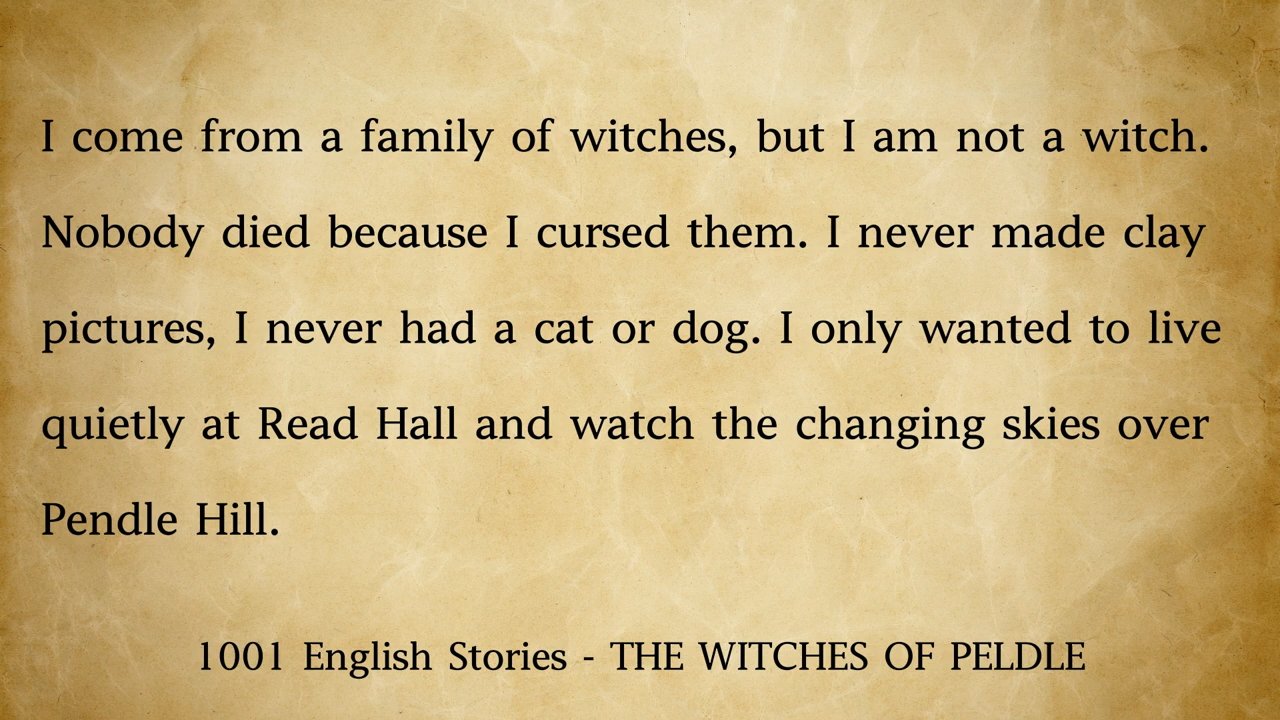 I come from a family of witches, but I am not a witch.
Nobody died because I cursed them. I never made clay
pictures, I never had a cat or dog. I only wanted to live
quietly at Read Hall and watch the changing skies over
Pendle Hill.
1001 English Stories - THE WITCHES OF PELDLE